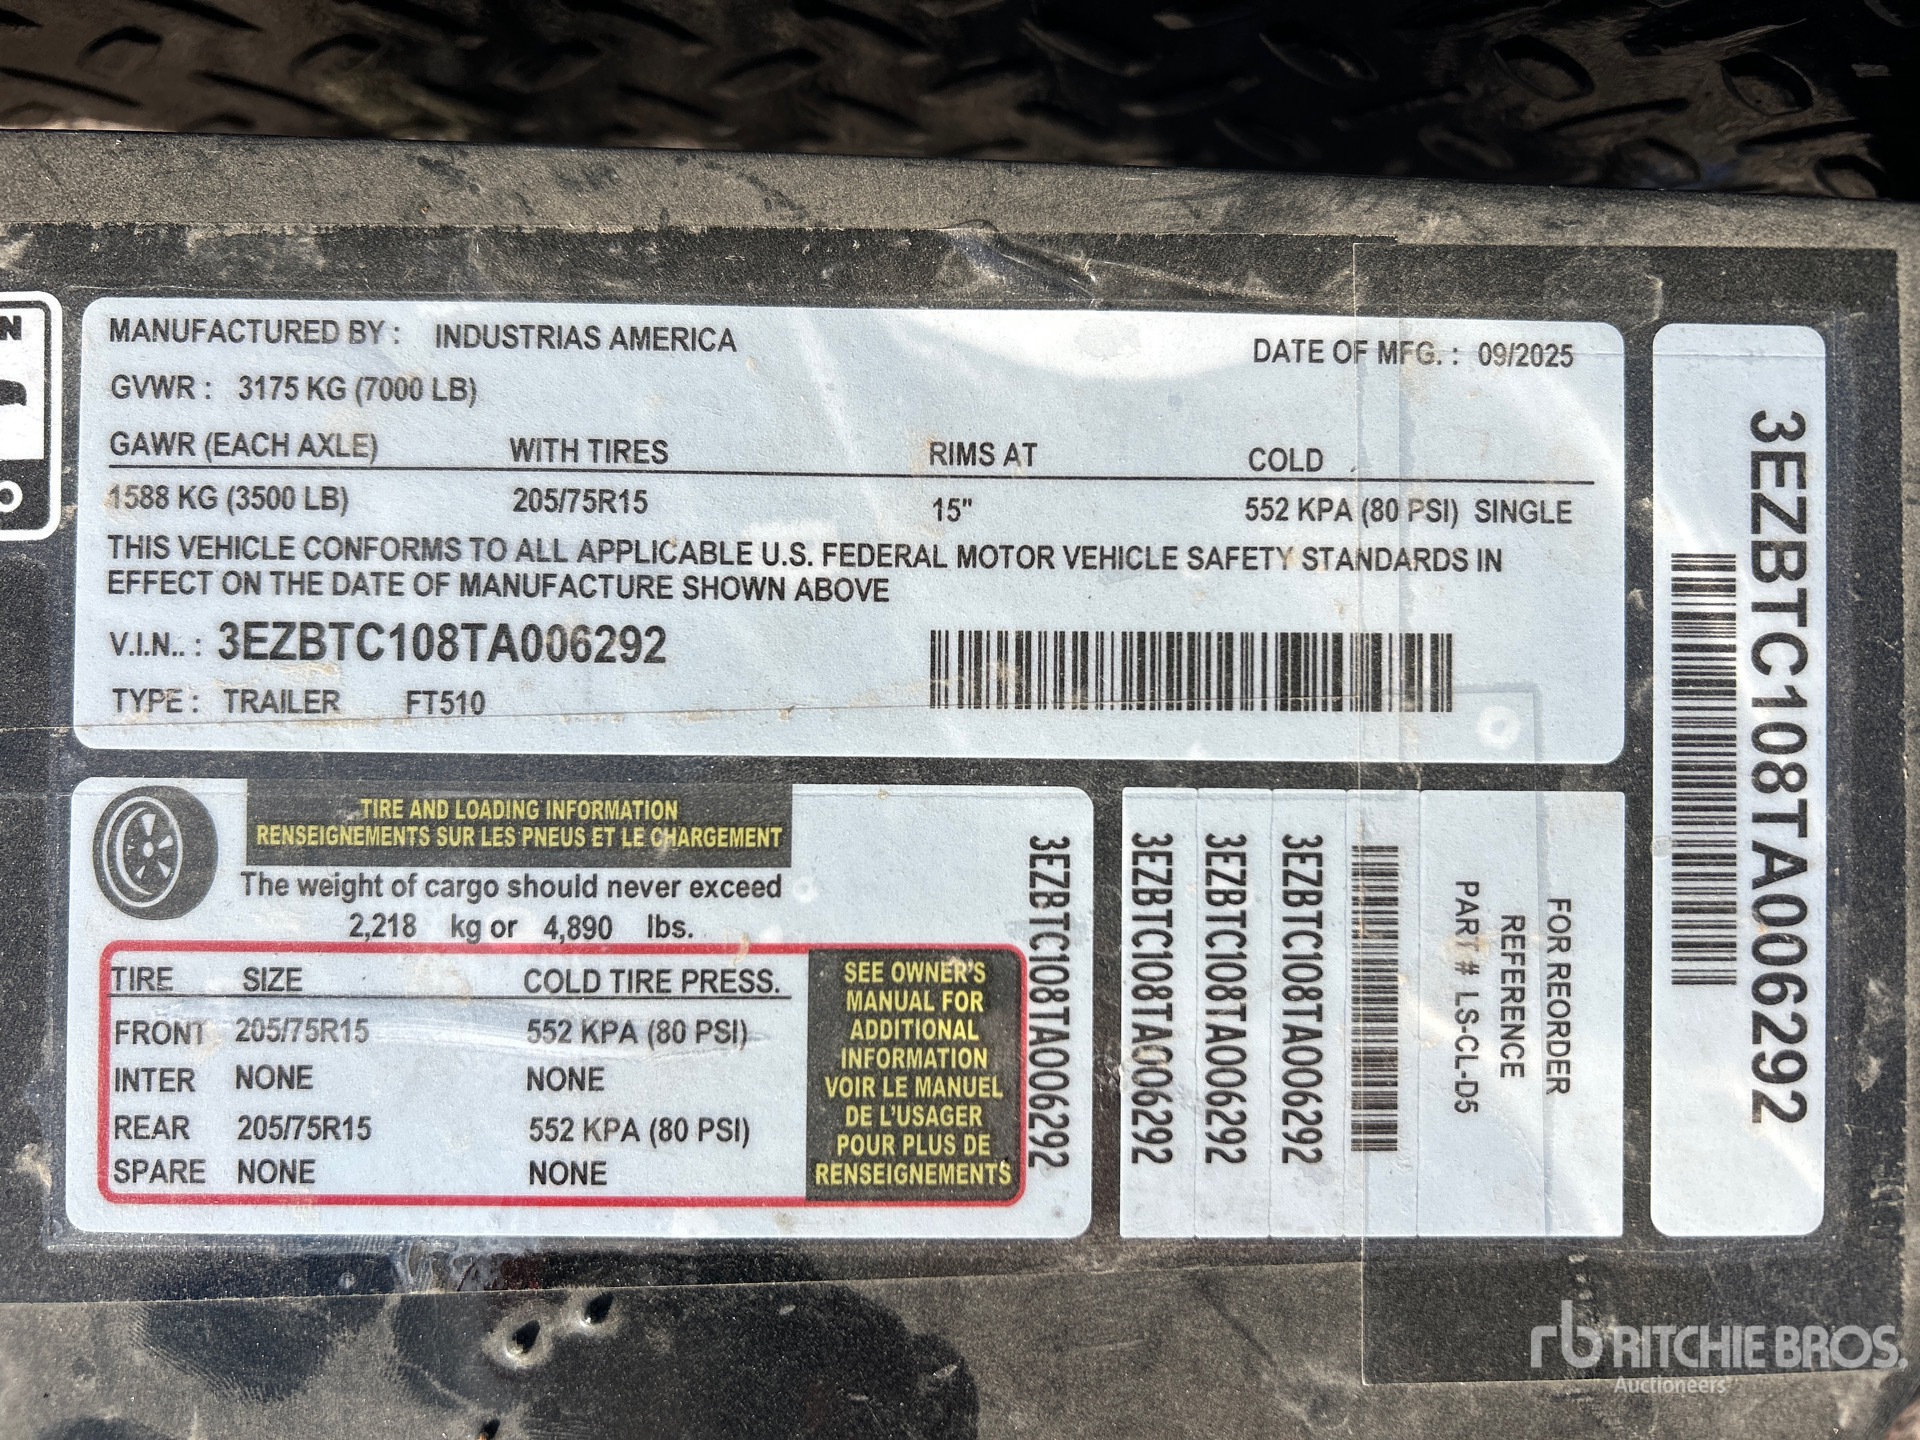 MANUFACTURED BY : INDUSTRIAS AMERICA
DATE OF MFG. : 09/2025
GVWR : 3175 KG (7000 LB)
GAWR (EACH AXLE) WITH TIRES RIMS AT COLD
1588 KG (3500 LB) 205/75R15 15" 552 KPA (80 PSI) SINGLE
THIS VEHICLE CONFORMS TO ALL APPLICABLE U.S. FEDERAL MOTOR VEHICLE SAFETY STANDARDS IN
EFFECT ON THE DATE OF MANUFACTURE SHOWN ABOVE
V.I.N.. : 3EZBTC108TA006292
TYPE : TRAILER FT510
TIRE AND LOADING INFORMATION
RENSEIGNEMENTS SUR LES PNEUS ET LE CHARGEMENT
The weight of cargo should never exceed
2,218 kg or 4,890 lbs.
TIRE SIZE COLD TIRE PRESS.
FRONT 205/75R15 552 KPA (80 PSI)
INTER NONE NONE
REAR 205/75R15 552 KPA (80 PSI)
SPARE NONE NONE
SEE OWNER'S
MANUAL FOR
ADDITIONAL
INFORMATION
VOIR LE MANUEL
DE L'USAGER
POUR PLUS DE
RENSEIGNEMENTS
3EZBTC108TA006292
3EZBTC108TA006292
3EZBTC108TA006292
3EZBTC108TA006292
FOR REORDER
REFERENCE
PART # LS-CL-D5
3EZBTC108TA006292
rb RITCHIE BROS.
Auctioneers